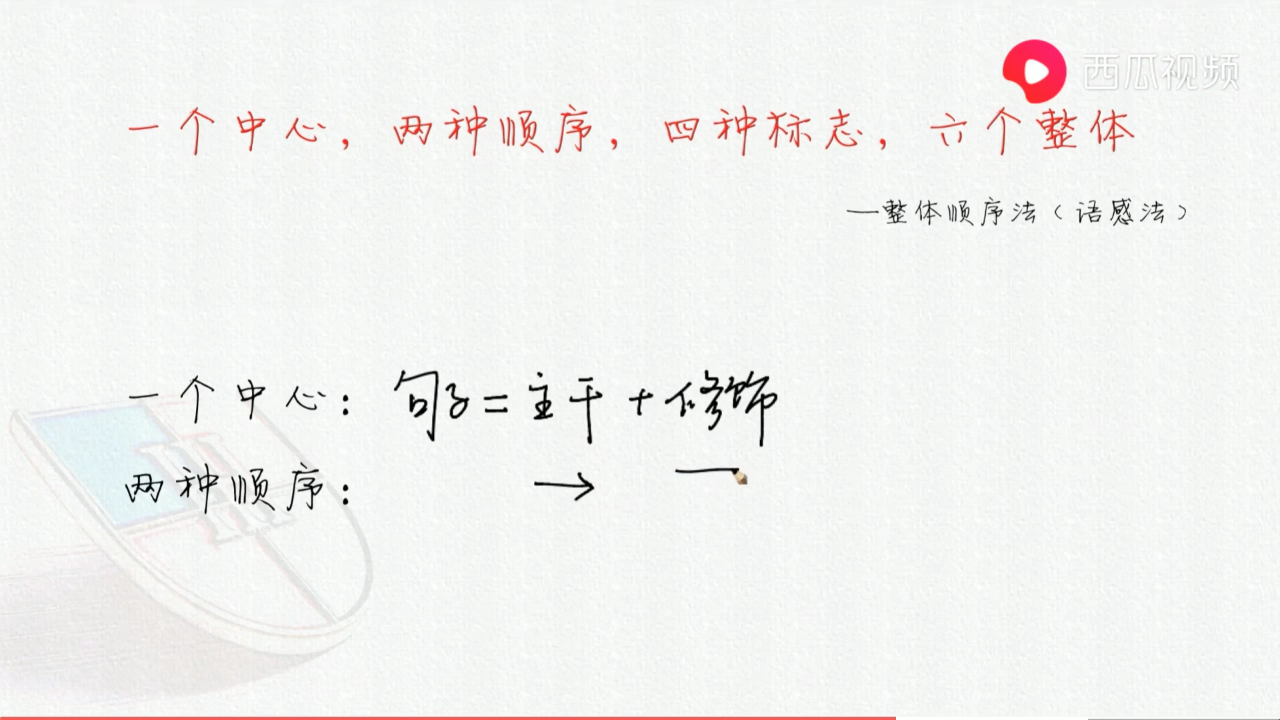 西瓜视频
一个中心，两种顺序，四种标志，六个整体
—整体顺序法（语感法）
一个中心：句子=主干+修饰
两种顺序：→